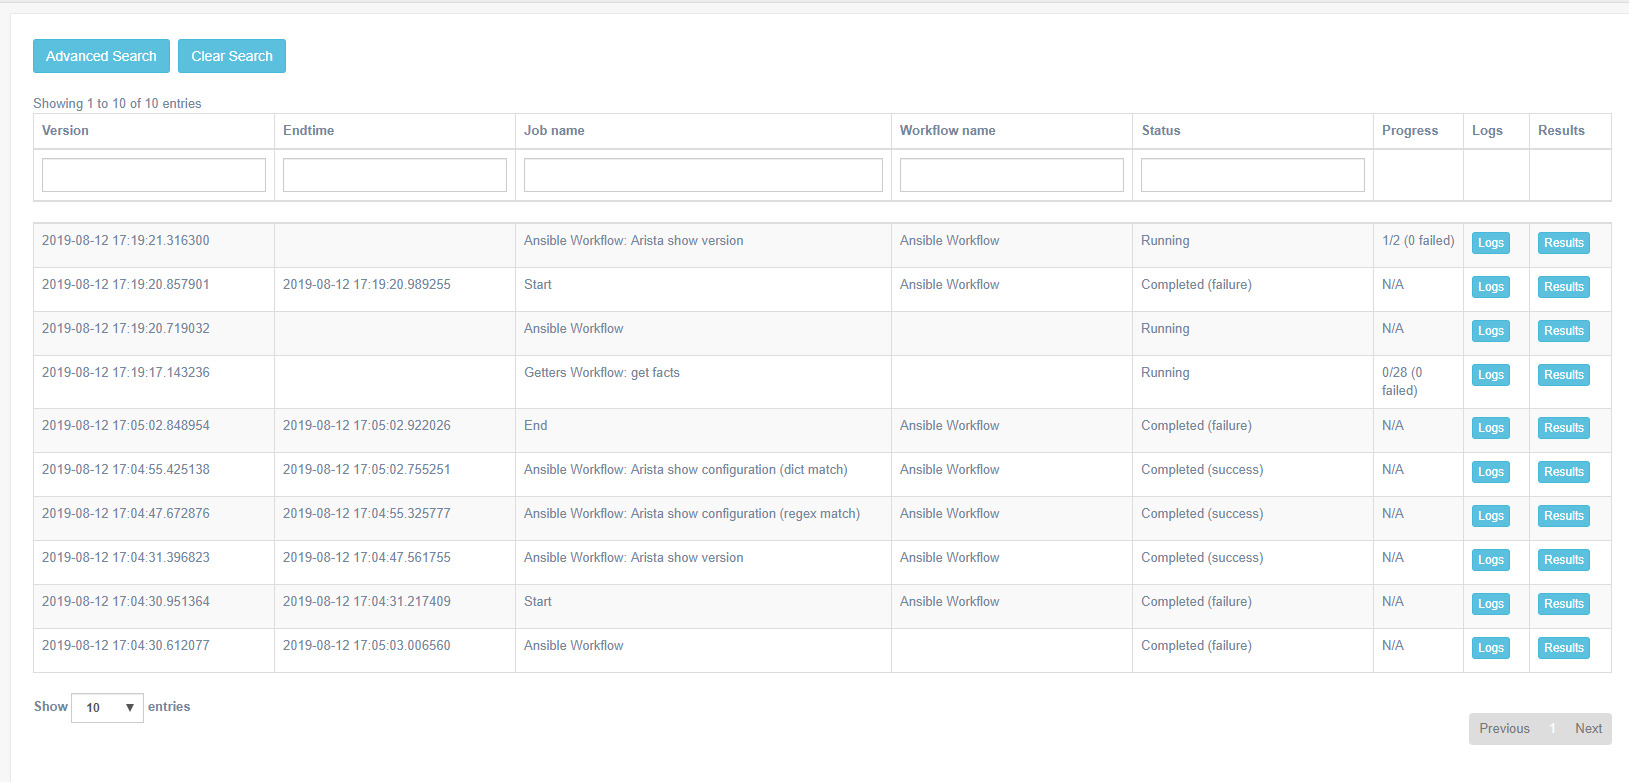 Advanced Search Clear Search
Showing 1 to 10 of 10 entries
Version Endtime Job name Workflow name Status Progress Logs Results
2019-08-12 17:19:21.316300 Ansible Workflow: Arista show version Ansible Workflow Running 1/2 (0 failed) Logs Results
2019-08-12 17:19:20.857901 2019-08-12 17:19:20.989255 Start Ansible Workflow Completed (failure) N/A Logs Results
2019-08-12 17:19:20.719032 Ansible Workflow Running N/A Logs Results
2019-08-12 17:19:17.143236 Getters Workflow: get facts Running 0/28 (0 Logs Results
failed)
2019-08-12 17:05:02.848954 2019-08-12 17:05:02.922026 End Ansible Workflow Completed (failure) N/A Logs Results
2019-08-12 17:04:55.425138 2019-08-12 17:05:02.755251 Ansible Workflow: Arista show configuration (dict match) Ansible Workflow Completed (success) N/A Logs Results
2019-08-12 17:04:47.672876 2019-08-12 17:04:55.325777 Ansible Workflow: Arista show configuration (regex match) Ansible Workflow Completed (success) N/A Logs Results
2019-08-12 17:04:31.396823 2019-08-12 17:04:47.561755 Ansible Workflow: Arista show version Ansible Workflow Completed (success) N/A Logs Results
2019-08-12 17:04:30.951364 2019-08-12 17:04:31.217409 Start Ansible Workflow Completed (failure) N/A Logs Results
2019-08-12 17:04:30.612077 2019-08-12 17:05:03.006560 Ansible Workflow Completed (failure) N/A Logs Results
Show 10 entries
Previous 1 Next